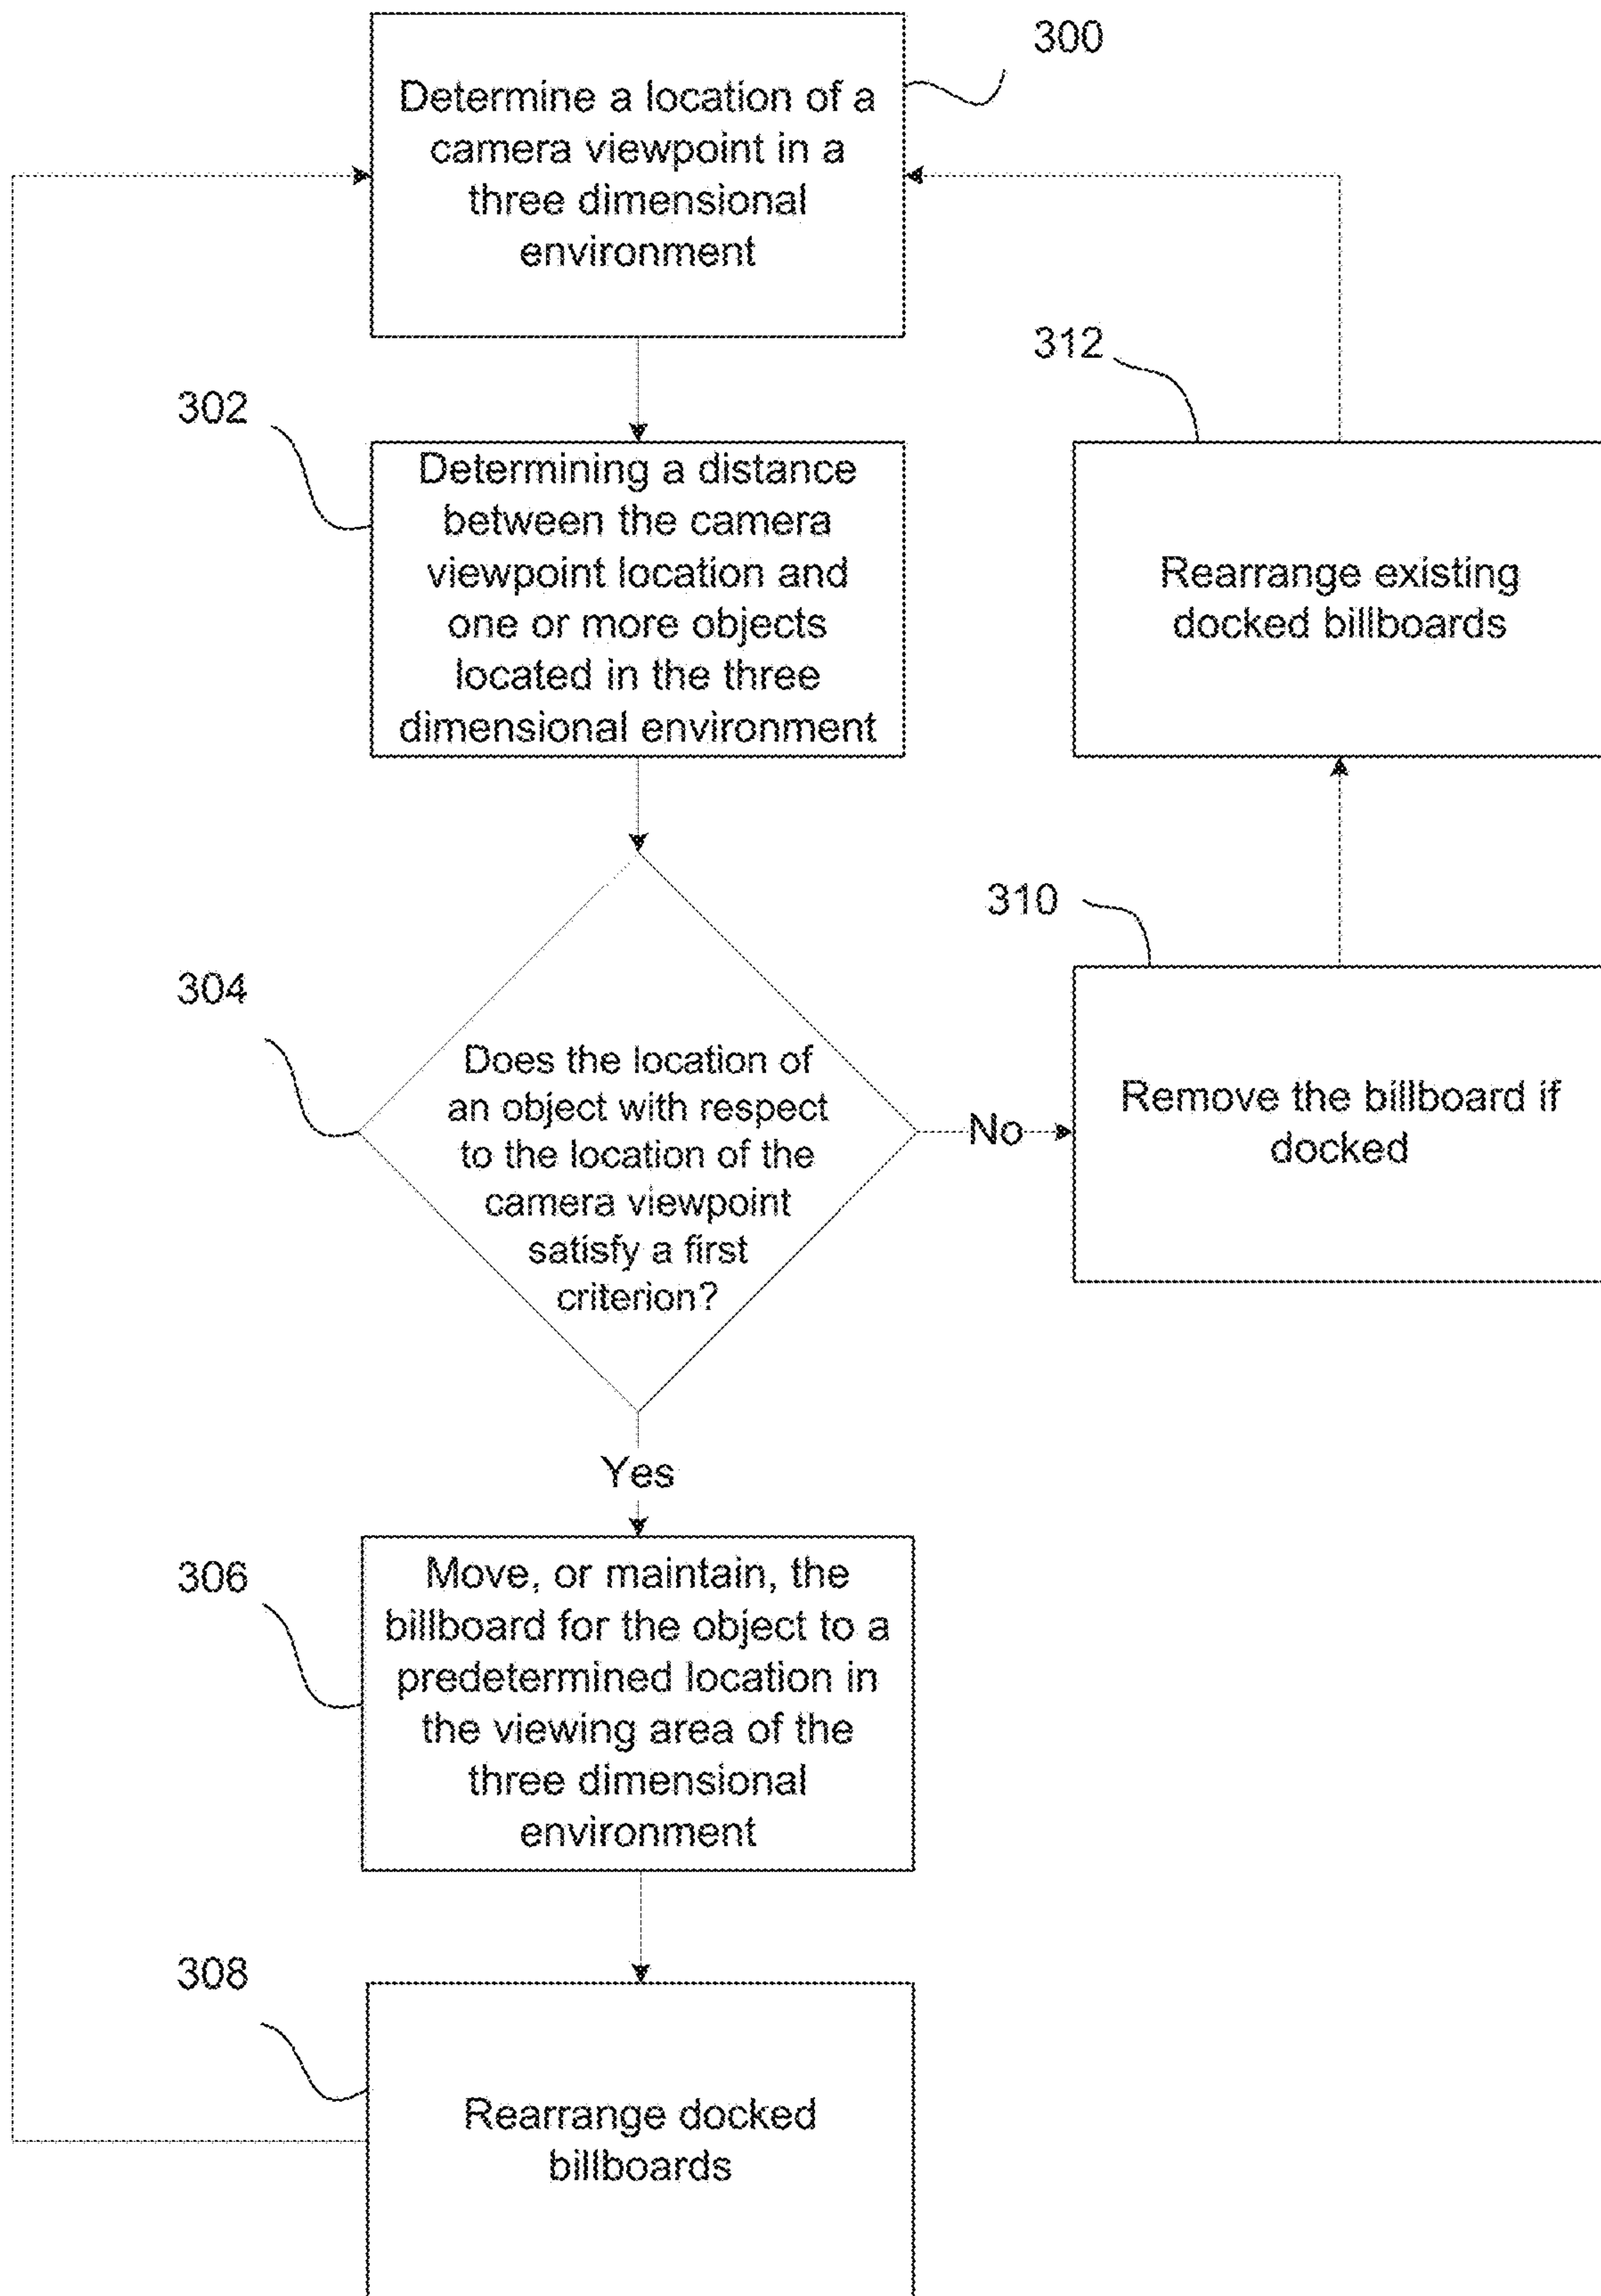 300
Determine a location of a
camera viewpoint in a
three dimensional
environment
302
Determining a distance
between the camera
viewpoint location and
one or more objects
located in the three
dimensional environment
312
Rearrange existing
docked billboards
304
Does the location of
an object with respect
to the location of the
camera viewpoint
satisfy a first
criterion?
No
310
Remove the billboard if
docked
Yes
306
Move, or maintain, the
billboard for the object to a
predetermined location in
the viewing area of the
three dimensional
environment
308
Rearrange docked
billboards